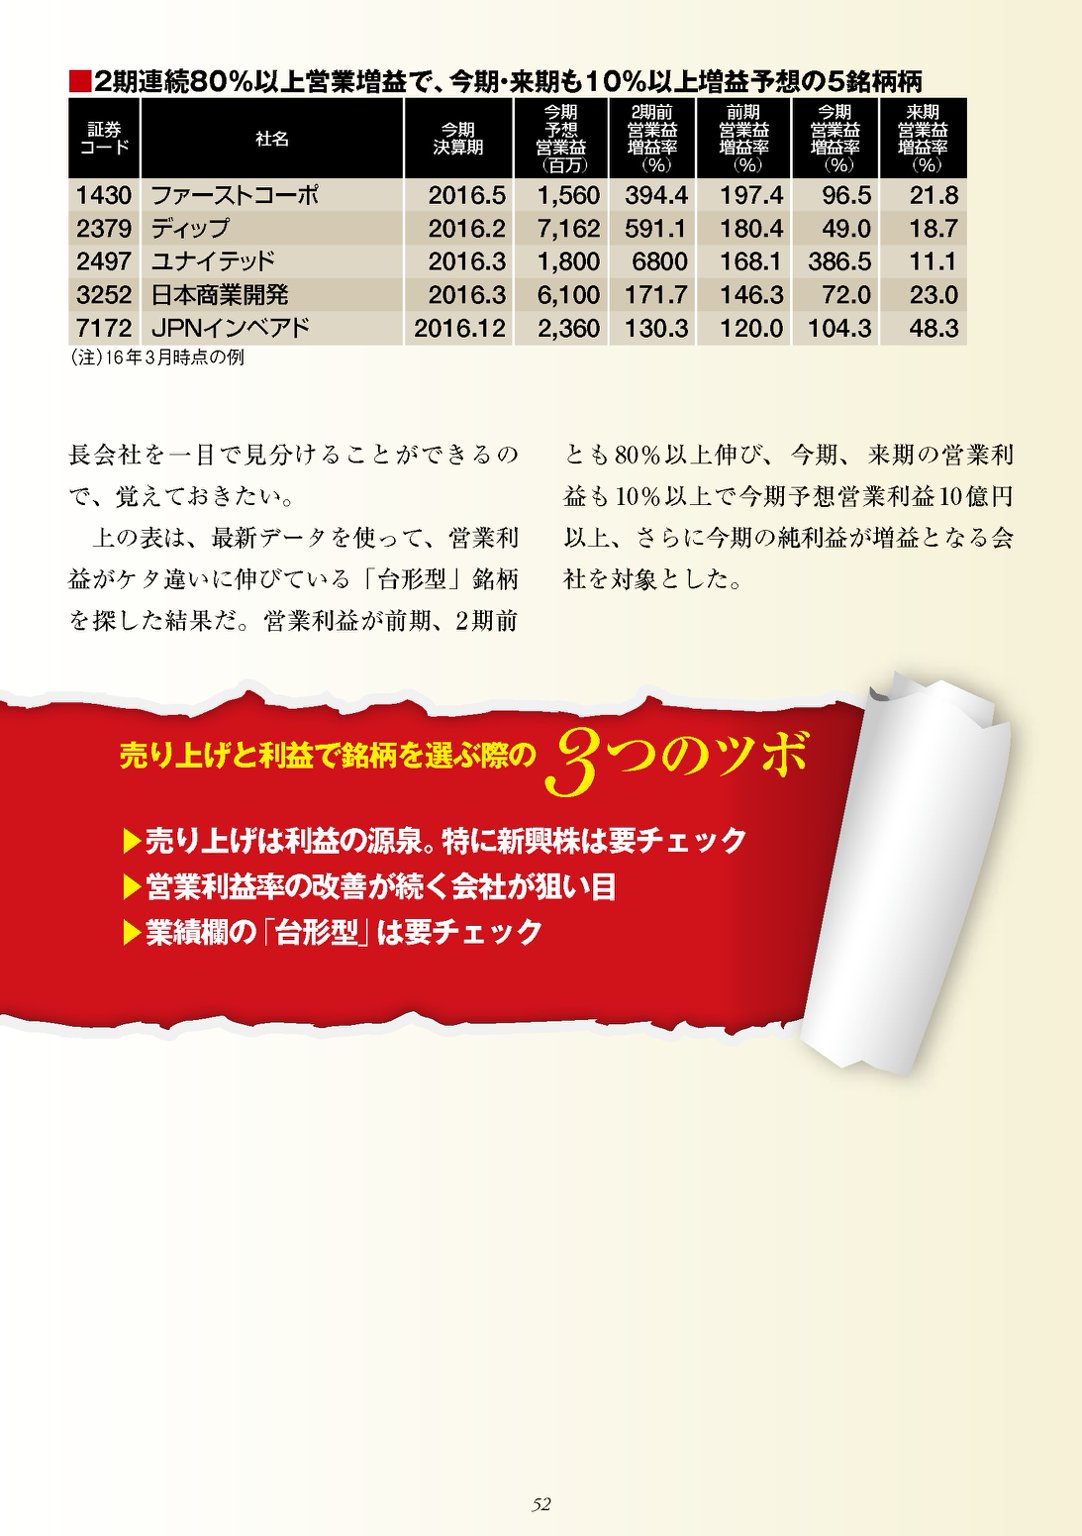 ■2期連続80％以上営業増益で、今期・来期も10％以上増益予想の5銘柄柄
証券コード 社名 今期決算期 今期予想営業益(百万) 2期前営業益増益率(％) 前期営業益増益率(％) 今期営業益増益率(％) 来期営業益増益率(％)
1430 ファーストコーポ 2016.5 1,560 394.4 197.4 96.5 21.8
2379 ディップ 2016.2 7,162 591.1 180.4 49.0 18.7
2497 ユナイテッド 2016.3 1,800 6800 168.1 386.5 11.1
3252 日本商業開発 2016.3 6,100 171.7 146.3 72.0 23.0
7172 JPNインベアド 2016.12 2,360 130.3 120.0 104.3 48.3
(注)16年3月時点の例
長会社を一目で見分けることができるの
で、覚えておきたい。
上の表は、最新データを使って、営業利
益がケタ違いに伸びている「台形型」銘柄
を探した結果だ。営業利益が前期、2期前
とも80％以上伸び、今期、来期の営業利
益も10％以上で今期予想営業利益10億円
以上、さらに今期の純利益が増益となる会
社を対象とした。
売り上げと利益で銘柄を選ぶ際の3つのツボ
▶売り上げは利益の源泉。特に新興株は要チェック
▶営業利益率の改善が続く会社が狙い目
▶業績欄の「台形型」は要チェック
52